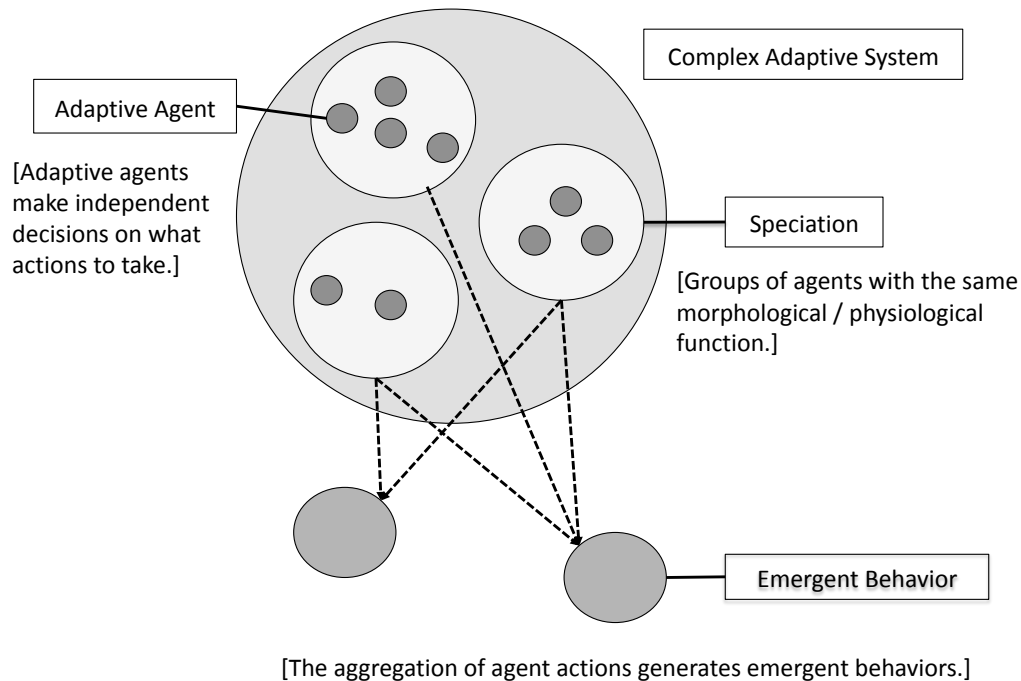 Complex Adaptive System
Adaptive Agent
[Adaptive agents
make independent
decisions on what
actions to take.]
Speciation
[Groups of agents with the same
morphological / physiological
function.]
Emergent Behavior
[The aggregation of agent actions generates emergent behaviors.]